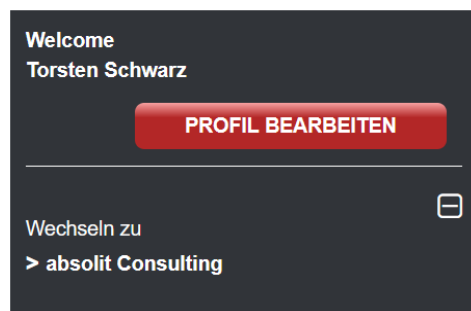 Welcome
Torsten Schwarz
PROFIL BEARBEITEN
Wechseln zu
> absolit Consulting